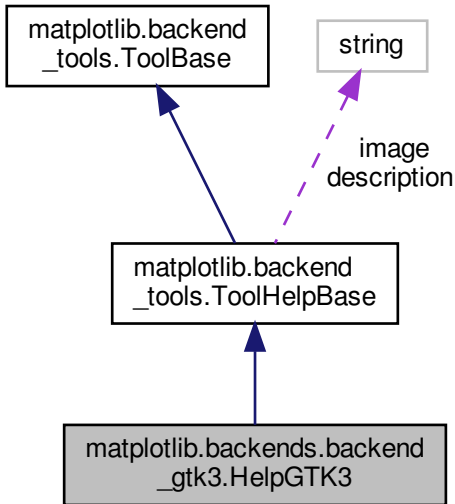 matplotlib.backend
_tools.ToolBase
string
image
description
matplotlib.backend
_tools.ToolHelpBase
matplotlib.backends.backend
_gtk3.HelpGTK3